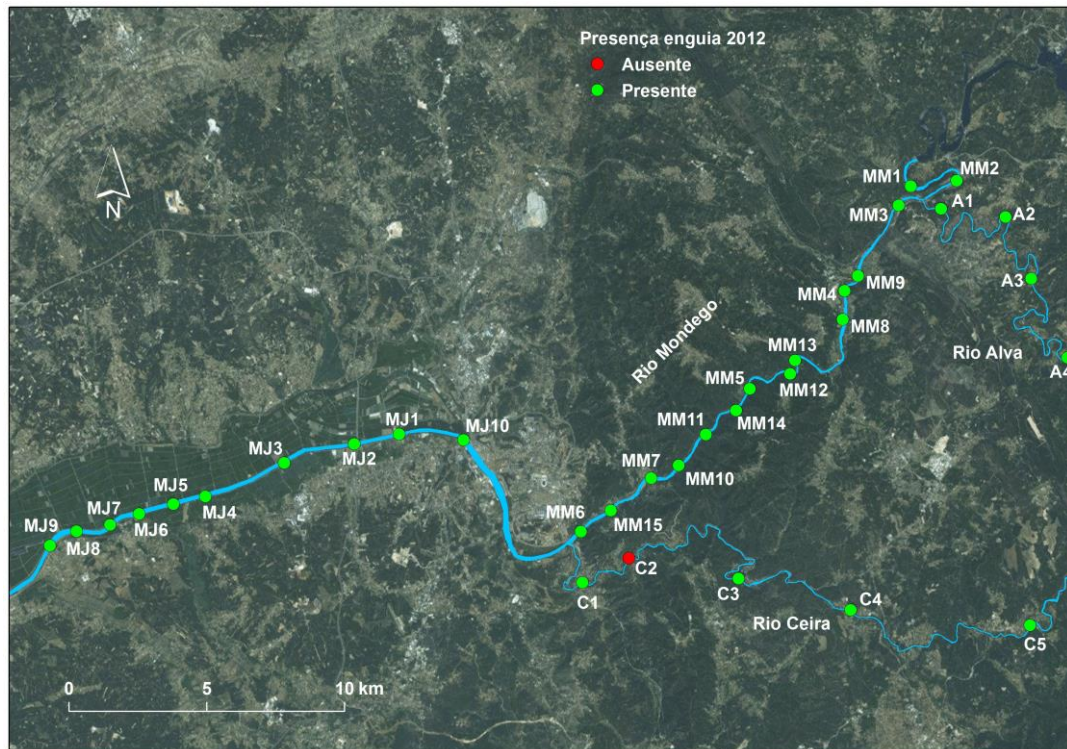 Presença enguia 2012
Ausente
Presente
N
MM1
MM2
MM3
A1
A2
A3
MM9
MM4
MM8
Rio Mondego
MM13
Rio Alva
A4
MM12
MM5
MM14
MM11
MJ1
MJ10
MJ2
MJ3
MM7
MM10
MJ5
MJ4
MJ7
MJ6
MJ9
MJ8
MM6
MM15
C2
C1
C3
C4
Rio Ceira
C5
0 5 10 km